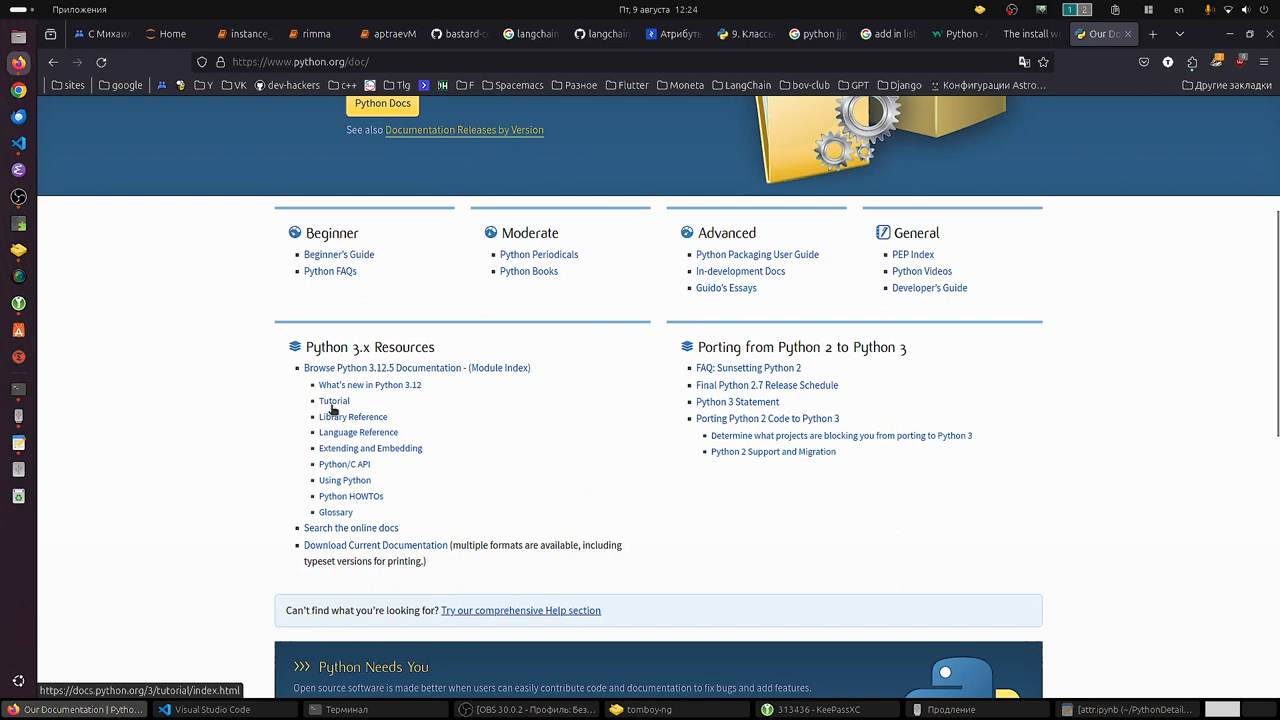 Приложения
Пт, 9 августа 12:24
1 2
en
С Михаил
Home
instance_
rimma
aptraevM
bastard-c
langchain
langchain
Атрибут
9. Класс
python jj
add in list
Python -
The install w
Our Do
https://www.python.org/doc/
sites
google
Y
VK
dev-hackers
c++
Tlg
F
Spacemacs
Разное
Flutter
Moneta
LangChain
bov-club
GPT
Django
Конфигурации Astro…
Другие закладки
Python Docs
See also Documentation Releases by Version
Beginner
Beginner's Guide
Python FAQs
Moderate
Python Periodicals
Python Books
Advanced
Python Packaging User Guide
In-development Docs
Guido's Essays
General
PEP Index
Python Videos
Developer's Guide
Python 3.x Resources
Browse Python 3.12.5 Documentation - (Module Index)
What's new in Python 3.12
Tutorial
Library Reference
Language Reference
Extending and Embedding
Python/C API
Using Python
Python HOWTOs
Glossary
Search the online docs
Download Current Documentation (multiple formats are available, including
typeset versions for printing.)
Porting from Python 2 to Python 3
FAQ: Sunsetting Python 2
Final Python 2.7 Release Schedule
Python 3 Statement
Porting Python 2 Code to Python 3
Determine what projects are blocking you from porting to Python 3
Python 2 Support and Migration
Can't find what you're looking for? Try our comprehensive Help section
>>> Python Needs You
Open source software is made better when users can easily contribute code and documentation to fix bugs and add features.
https://docs.python.org/3/tutorial/index.html
Our Documentation | Pytho…
Visual Studio Code
Терминал
[OBS 30.0.2 - Профиль: Без…
tomboy-ng
313436 - KeePassXC
Продление
[attr.ipynb (~/PythonDetail…